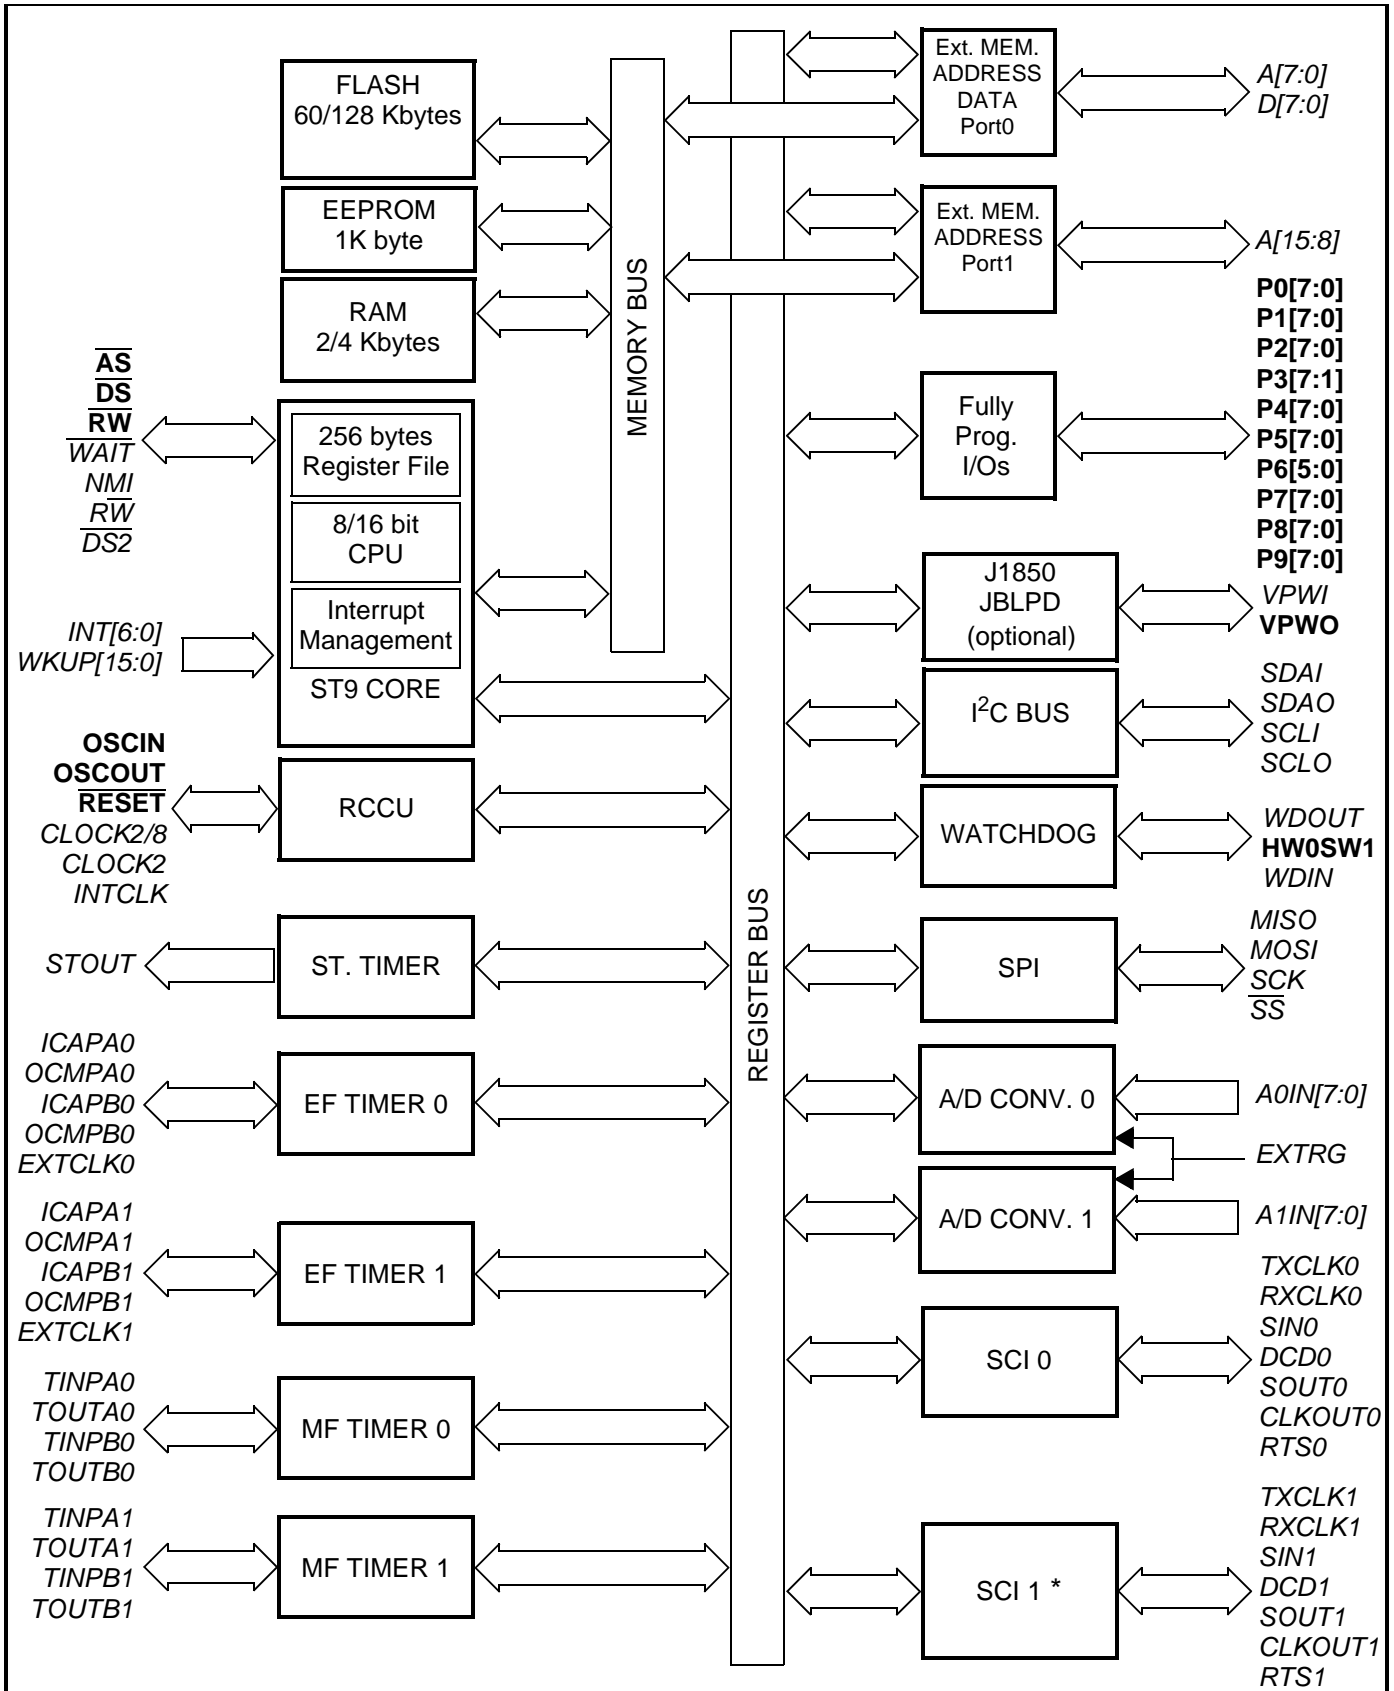 FLASH
60/128 Kbytes
EEPROM
1K byte
RAM
2/4 Kbytes
AS
DS
RW
WAIT
NMI
RW
DS2
256 bytes
Register File
8/16 bit
CPU
Interrupt
Management
ST9 CORE
INT[6:0]
WKUP[15:0]
OSCIN
OSCOUT
RESET
CLOCK2/8
CLOCK2
INTCLK
RCCU
STOUT
ST. TIMER
ICAPA0
OCMPA0
ICAPB0
OCMPB0
EXTCLK0
EF TIMER 0
ICAPA1
OCMPA1
ICAPB1
OCMPB1
EXTCLK1
EF TIMER 1
TINPA0
TOUTA0
TINPB0
TOUTB0
MF TIMER 0
TINPA1
TOUTA1
TINPB1
TOUTB1
MF TIMER 1
MEMORY BUS
REGISTER BUS
Ext. MEM.
ADDRESS
DATA
Port0
A[7:0]
D[7:0]
Ext. MEM.
ADDRESS
Port1
A[15:8]
Fully
Prog.
I/Os
P0[7:0]
P1[7:0]
P2[7:0]
P3[7:1]
P4[7:0]
P5[7:0]
P6[5:0]
P7[7:0]
P8[7:0]
P9[7:0]
J1850
JBLPD
(optional)
VPWI
VPWO
I²C BUS
SDAI
SDAO
SCLI
SCLO
WATCHDOG
WDOUT
HW0SW1
WDIN
SPI
MISO
MOSI
SCK
SS
A/D CONV. 0
A0IN[7:0]
EXTRG
A/D CONV. 1
A1IN[7:0]
SCI 0
TXCLK0
RXCLK0
SIN0
DCD0
SOUT0
CLKOUT0
RTS0
SCI 1 *
TXCLK1
RXCLK1
SIN1
DCD1
SOUT1
CLKOUT1
RTS1